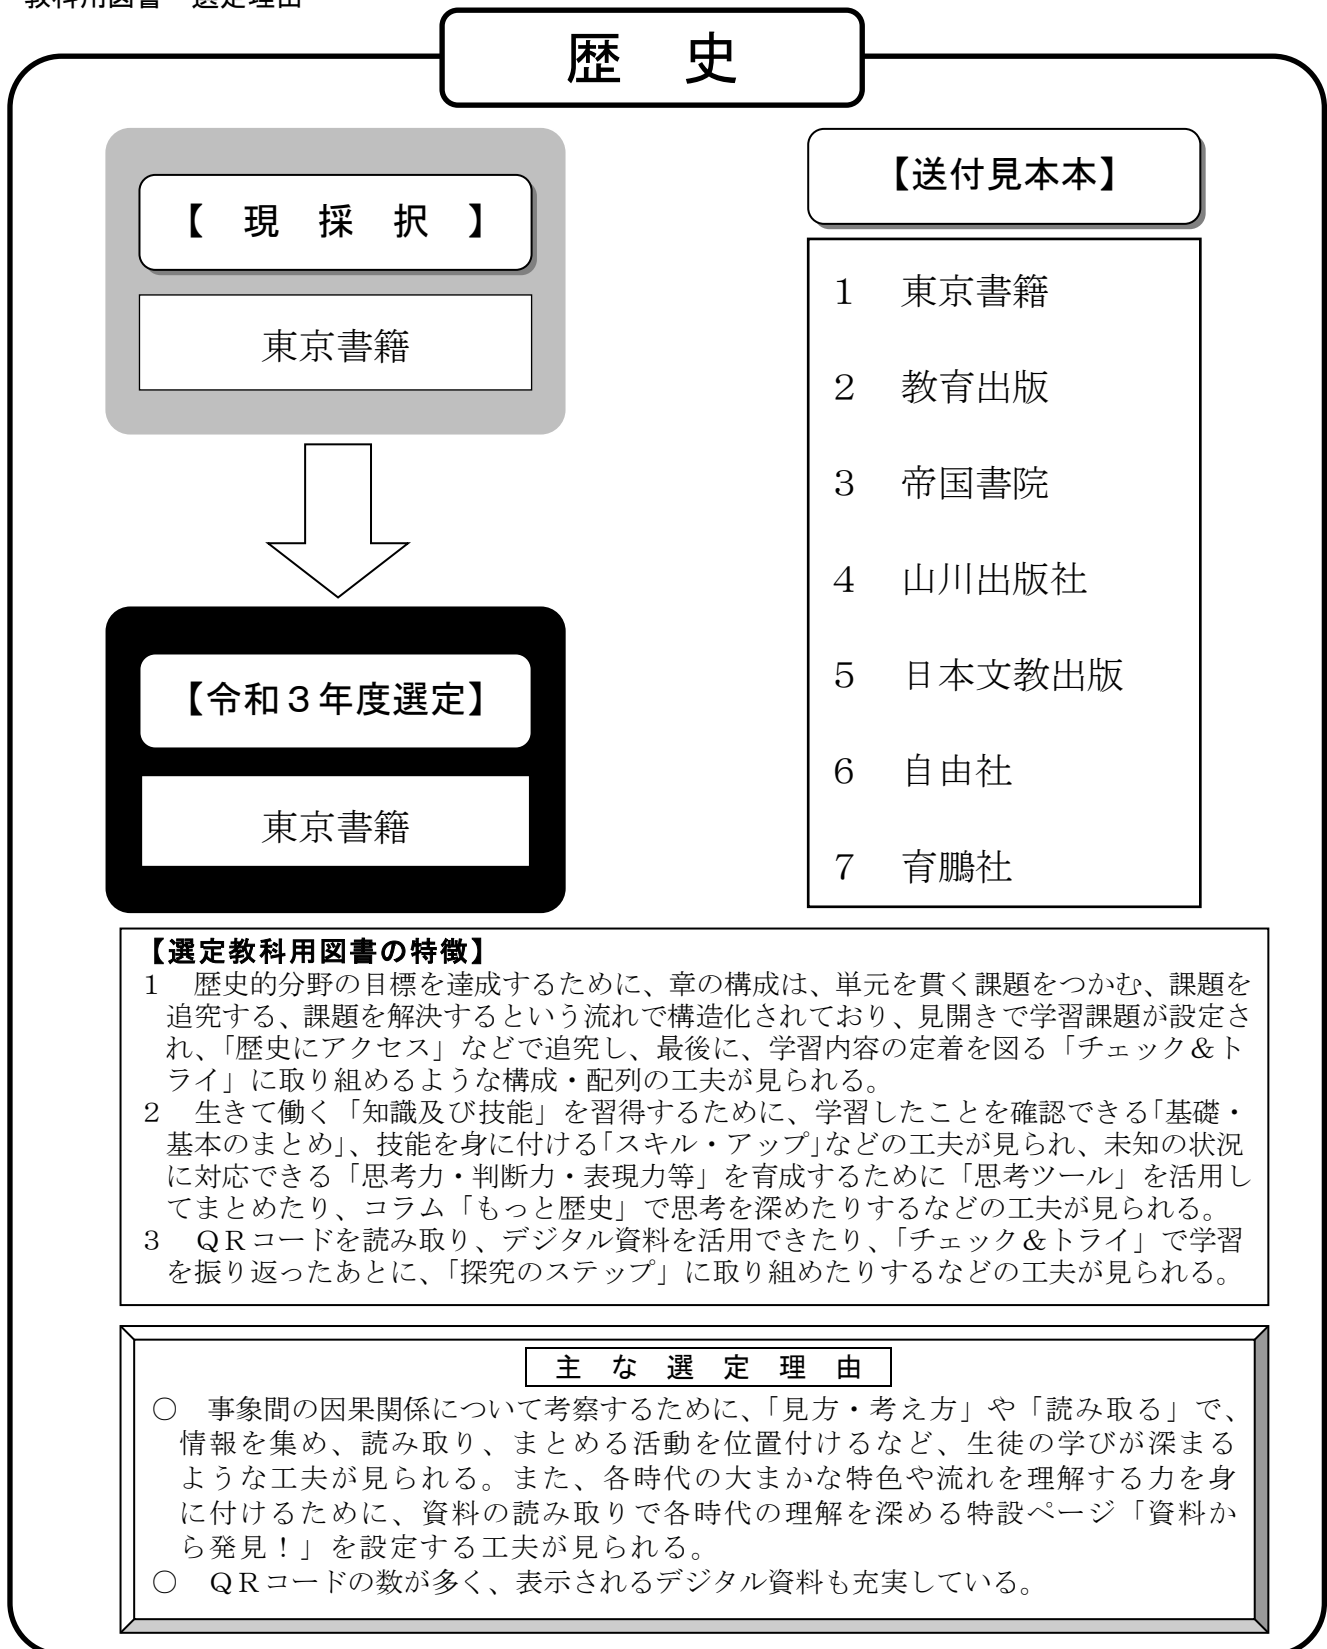 教科用図書 選定理由
歴 史
【 現 採 択 】
東京書籍
【令和３年度選定】
東京書籍
【送付見本本】
１ 東京書籍
２ 教育出版
３ 帝国書院
４ 山川出版社
５ 日本文教出版
６ 自由社
７ 育鵬社
【選定教科用図書の特徴】
１ 歴史的分野の目標を達成するために、章の構成は、単元を貫く課題をつかむ、課題を
追究する、課題を解決するという流れで構造化されており、見開きで学習課題が設定さ
れ、「歴史にアクセス」などで追究し、最後に、学習内容の定着を図る「チェック＆ト
ライ」に取り組めるような構成・配列の工夫が見られる。
２ 生きて働く「知識及び技能」を習得するために、学習したことを確認できる「基礎・
基本のまとめ」、技能を身に付ける「スキル・アップ」などの工夫が見られ、未知の状況
に対応できる「思考力・判断力・表現力等」を育成するために「思考ツール」を活用し
てまとめたり、コラム「もっと歴史」で思考を深めたりするなどの工夫が見られる。
３ ＱＲコードを読み取り、デジタル資料を活用できたり、「チェック＆トライ」で学習
を振り返ったあとに、「探究のステップ」に取り組めたりするなどの工夫が見られる。
主 な 選 定 理 由
○ 事象間の因果関係について考察するために、「見方・考え方」や「読み取る」で、
情報を集め、読み取り、まとめる活動を位置付けるなど、生徒の学びが深まる
ような工夫が見られる。また、各時代の大まかな特色や流れを理解する力を身
に付けるために、資料の読み取りで各時代の理解を深める特設ページ「資料か
ら発見！」を設定する工夫が見られる。
○ ＱＲコードの数が多く、表示されるデジタル資料も充実している。